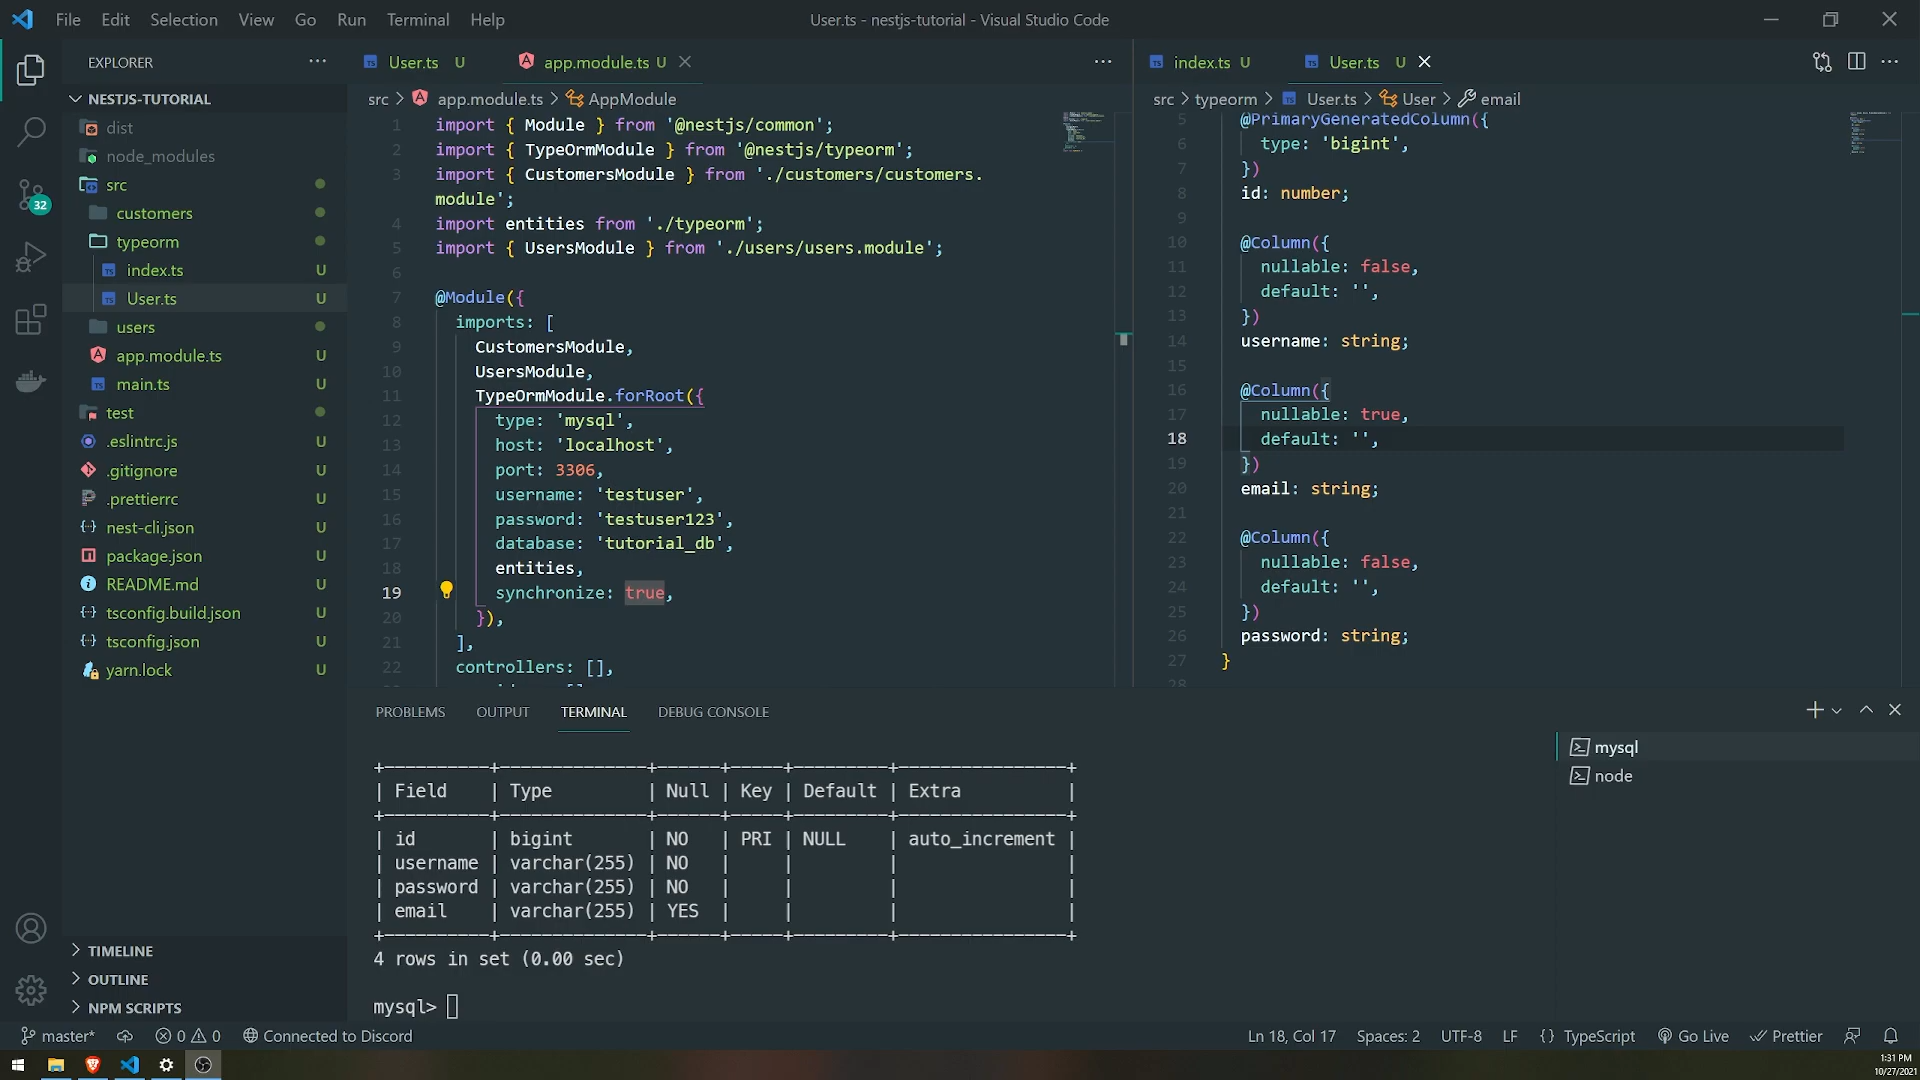 File Edit Selection View Go Run Terminal Help
User.ts - nestjs-tutorial - Visual Studio Code
EXPLORER
NESTJS-TUTORIAL
dist
node_modules
src
customers
typeorm
index.ts U
User.ts U
users
app.module.ts U
main.ts U
test
.eslintrc.js U
.gitignore U
.prettierrc U
nest-cli.json U
package.json U
README.md U
tsconfig.build.json U
tsconfig.json U
yarn.lock U
TIMELINE
OUTLINE
NPM SCRIPTS
32
User.ts U app.module.ts U
src > app.module.ts > AppModule
1 import { Module } from '@nestjs/common';
2 import { TypeOrmModule } from '@nestjs/typeorm';
3 import { CustomersModule } from './customers/customers.
module';
4 import entities from './typeorm';
5 import { UsersModule } from './users/users.module';
6
7 @Module({
8 imports: [
9 CustomersModule,
10 UsersModule,
11 TypeOrmModule.forRoot({
12 type: 'mysql',
13 host: 'localhost',
14 port: 3306,
15 username: 'testuser',
16 password: 'testuser123',
17 database: 'tutorial_db',
18 entities,
19 synchronize: true,
20 }),
21 ],
22 controllers: [],
index.ts U User.ts U
src > typeorm > User.ts > User > email
5 @PrimaryGeneratedColumn({
6 type: 'bigint',
7 })
8 id: number;
9
10 @Column({
11 nullable: false,
12 default: '',
13 })
14 username: string;
15
16 @Column({
17 nullable: true,
18 default: '',
19 })
20 email: string;
21
22 @Column({
23 nullable: false,
24 default: '',
25 })
26 password: string;
27 }
28
PROBLEMS OUTPUT TERMINAL DEBUG CONSOLE
mysql
node
+----------+--------------+------+-----+---------+----------------+
| Field | Type | Null | Key | Default | Extra |
+----------+--------------+------+-----+---------+----------------+
| id | bigint | NO | PRI | NULL | auto_increment |
| username | varchar(255) | NO | | | |
| password | varchar(255) | NO | | | |
| email | varchar(255) | YES | | | |
+----------+--------------+------+-----+---------+----------------+
4 rows in set (0.00 sec)
mysql>
master* 0 0 Connected to Discord
Ln 18, Col 17 Spaces: 2 UTF-8 LF {} TypeScript Go Live Prettier
1:31 PM
10/27/2021